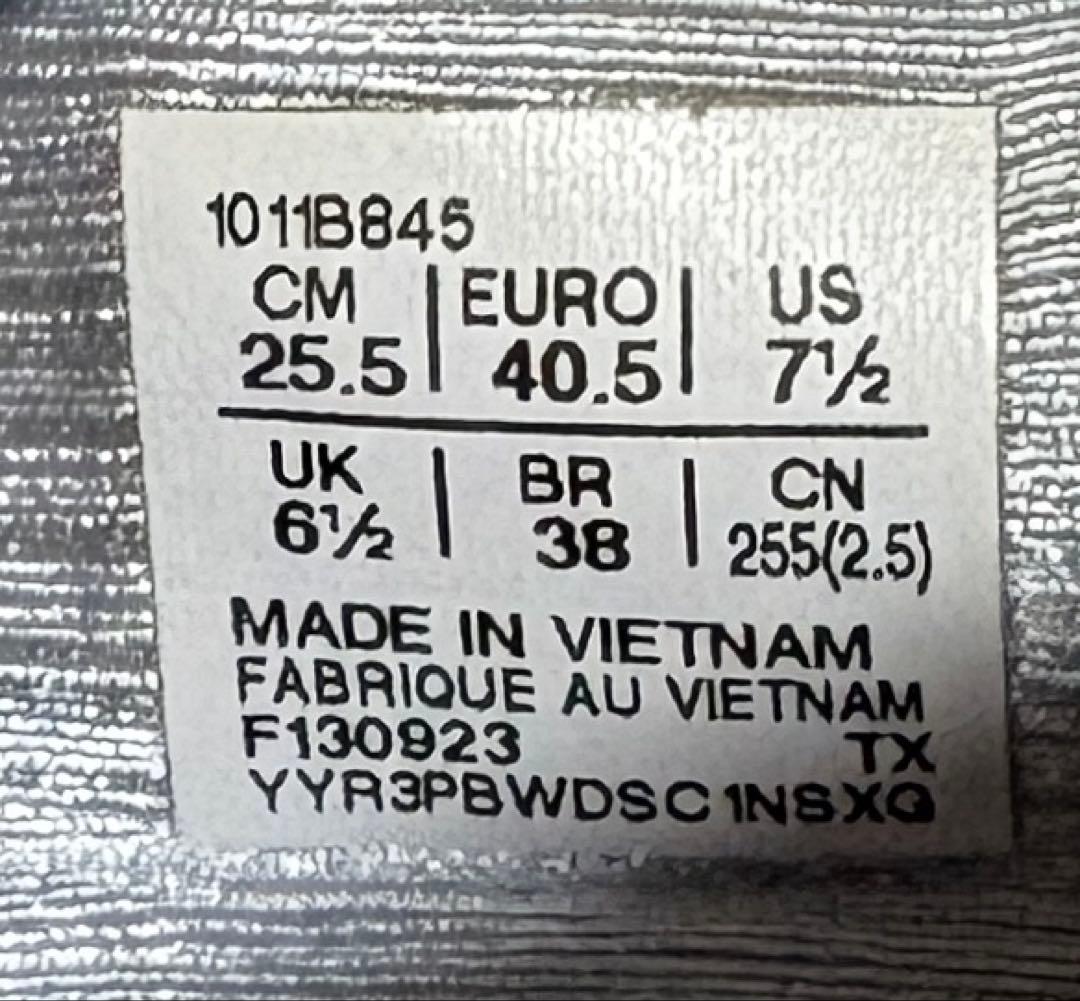 1011B845
CM | EURO | US
25.5 | 40.5 | 7½
UK | BR | CN
6½ | 38 | 255(2.5)
MADE IN VIETNAM
FABRIQUE AU VIETNAM
F130923 TX
YYR3PBWDSC1NSXQ